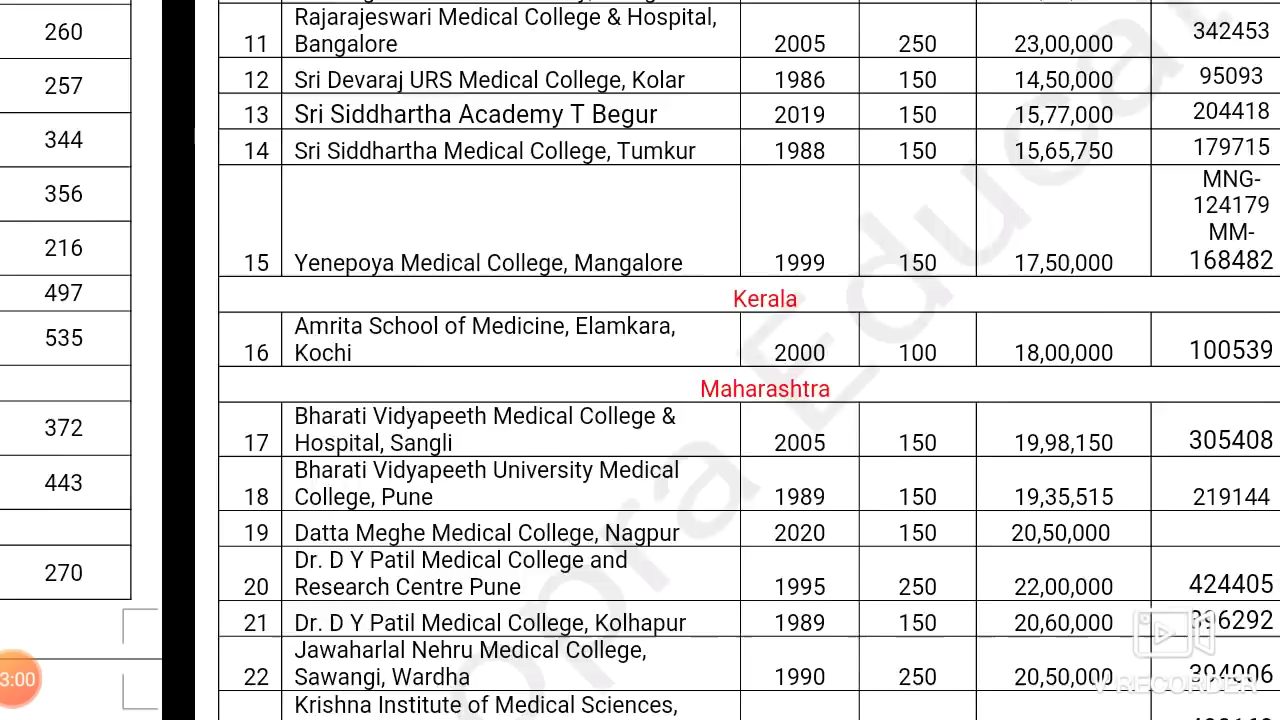 260
257
344
356
216
497
535
372
443
270
3:00
Rajarajeswari Medical College & Hospital,
11 Bangalore 2005 250 23,00,000 342453
12 Sri Devaraj URS Medical College, Kolar 1986 150 14,50,000 95093
13 Sri Siddhartha Academy T Begur 2019 150 15,77,000 204418
14 Sri Siddhartha Medical College, Tumkur 1988 150 15,65,750 179715
MNG-
124179
MM-
15 Yenepoya Medical College, Mangalore 1999 150 17,50,000 168482
Kerala
Amrita School of Medicine, Elamkara,
16 Kochi 2000 100 18,00,000 100539
Maharashtra
Bharati Vidyapeeth Medical College &
17 Hospital, Sangli 2005 150 19,98,150 305408
Bharati Vidyapeeth University Medical
18 College, Pune 1989 150 19,35,515 219144
19 Datta Meghe Medical College, Nagpur 2020 150 20,50,000
Dr. D Y Patil Medical College and
20 Research Centre Pune 1995 250 22,00,000 424405
21 Dr. D Y Patil Medical College, Kolhapur 1989 150 20,60,000 396292
Jawaharlal Nehru Medical College,
22 Sawangi, Wardha 1990 250 20,50,000 394006
Krishna Institute of Medical Sciences,
Opra Educar
V RECORDER